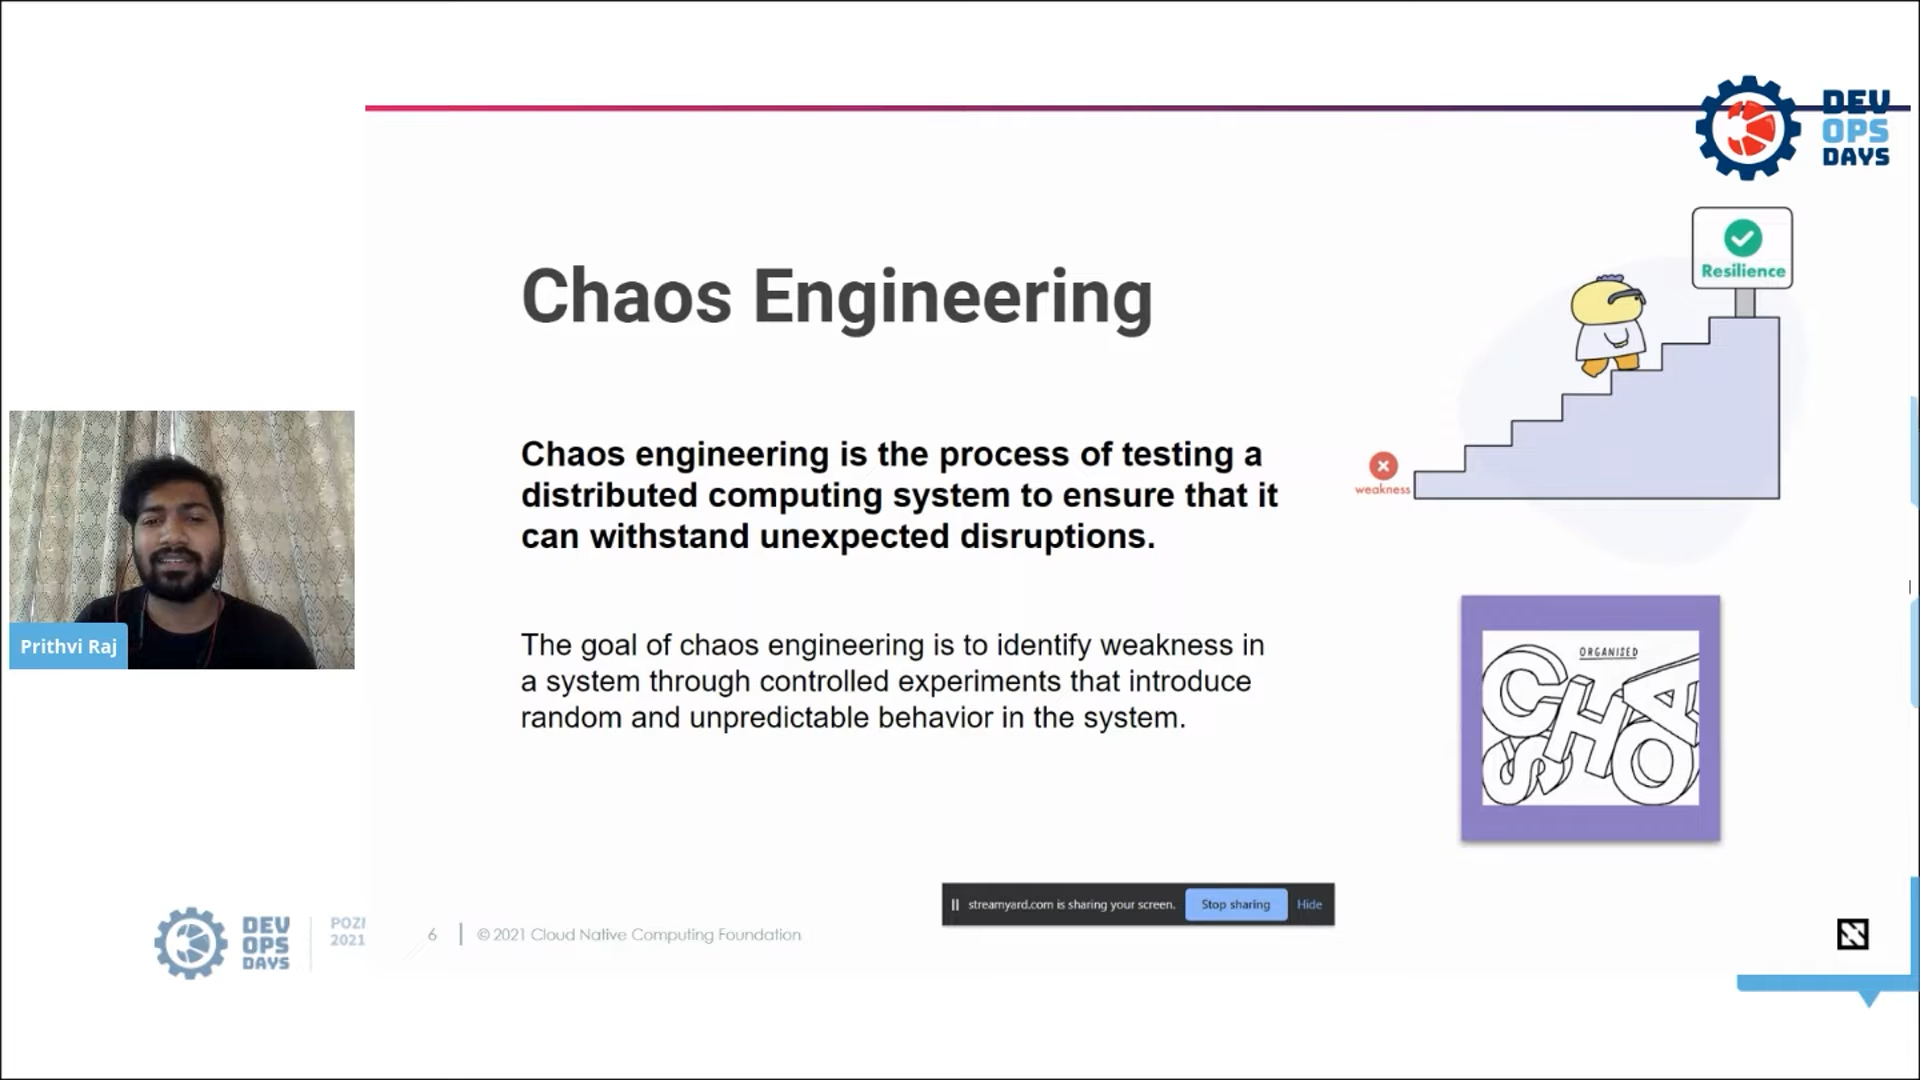 DEV
OPS
DAYS
Resilience
Chaos Engineering
weakness
Chaos engineering is the process of testing a
distributed computing system to ensure that it
can withstand unexpected disruptions.
Prithvi Raj
The goal of chaos engineering is to identify weakness in
a system through controlled experiments that introduce
random and unpredictable behavior in the system.
ORGANISED
CHAOS
streamyard.com is sharing your screen.
Stop sharing
Hide
DEV
OPS
DAYS
2021
6
© 2021 Cloud Native Computing Foundation